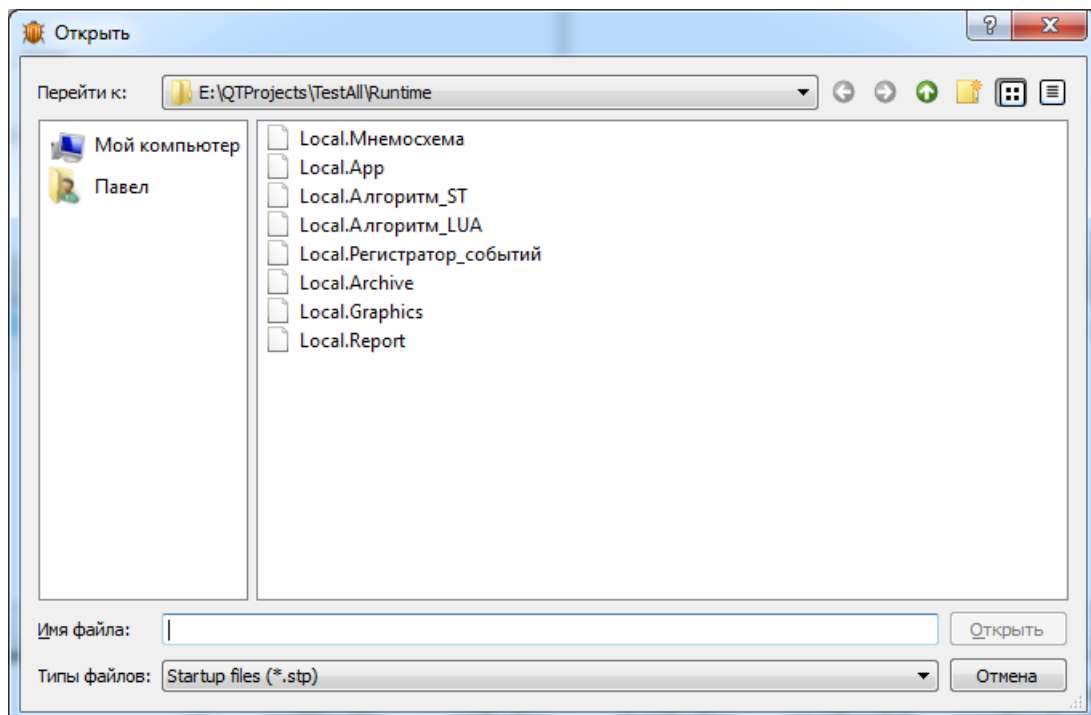 Открыть
Перейти к: E:\QTProjects\TestAll\Runtime
Мой компьютер
Павел
Local.Мнемосхема
Local.App
Local.Алгоритм_ST
Local.Алгоритм_LUA
Local.Регистратор_событий
Local.Archive
Local.Graphics
Local.Report
Имя файла: Открыть
Типы файлов: Startup files (*.stp) Отмена